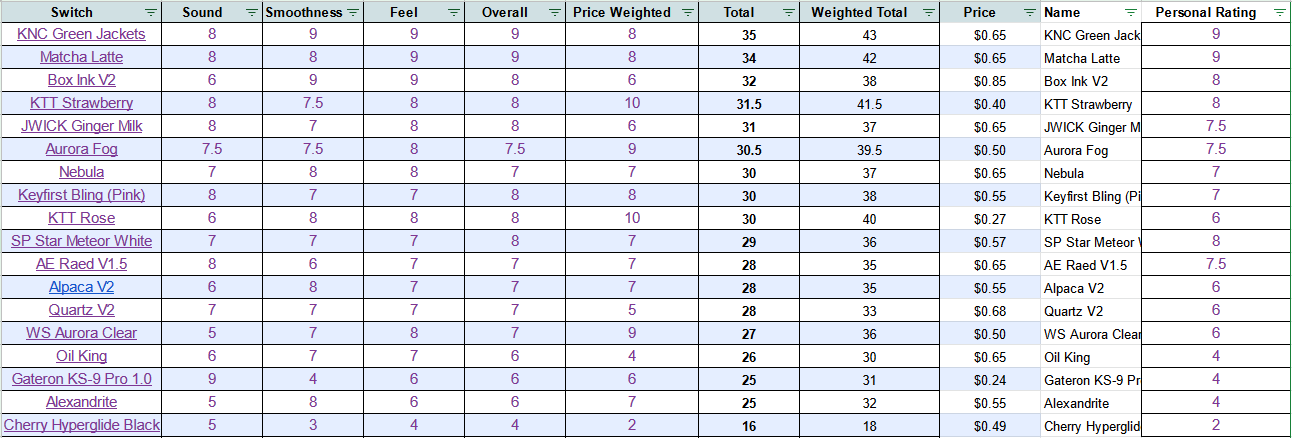 Switch Sound Smoothness Feel Overall Price Weighted Total Weighted Total Price Name Personal Rating
KNC Green Jackets 8 9 9 9 8 35 43 $0.65 KNC Green Jack 9
Matcha Latte 8 8 9 9 8 34 42 $0.65 Matcha Latte 9
Box Ink V2 6 9 9 8 6 32 38 $0.85 Box Ink V2 8
KTT Strawberry 8 7.5 8 8 10 31.5 41.5 $0.40 KTT Strawberry 8
JWICK Ginger Milk 8 7 8 8 6 31 37 $0.65 JWICK Ginger M 7.5
Aurora Fog 7.5 7.5 8 7.5 9 30.5 39.5 $0.50 Aurora Fog 7.5
Nebula 7 8 8 7 7 30 37 $0.65 Nebula 7
Keyfirst Bling (Pink) 8 7 7 8 8 30 38 $0.55 Keyfirst Bling (Pi 7
KTT Rose 6 8 8 8 10 30 40 $0.27 KTT Rose 6
SP Star Meteor White 7 7 7 8 7 29 36 $0.57 SP Star Meteor 8
AE Raed V1.5 8 6 7 7 7 28 35 $0.65 AE Raed V1.5 7.5
Alpaca V2 6 8 7 7 7 28 35 $0.55 Alpaca V2 6
Quartz V2 7 7 7 7 5 28 33 $0.68 Quartz V2 6
WS Aurora Clear 5 7 8 7 9 27 36 $0.50 WS Aurora Clear 6
Oil King 6 7 7 6 4 26 30 $0.65 Oil King 4
Gateron KS-9 Pro 1.0 9 4 6 6 6 25 31 $0.24 Gateron KS-9 Pr 4
Alexandrite 5 8 6 6 7 25 32 $0.55 Alexandrite 4
Cherry Hyperglide Black 5 3 4 4 2 16 18 $0.49 Cherry Hyperglid 2